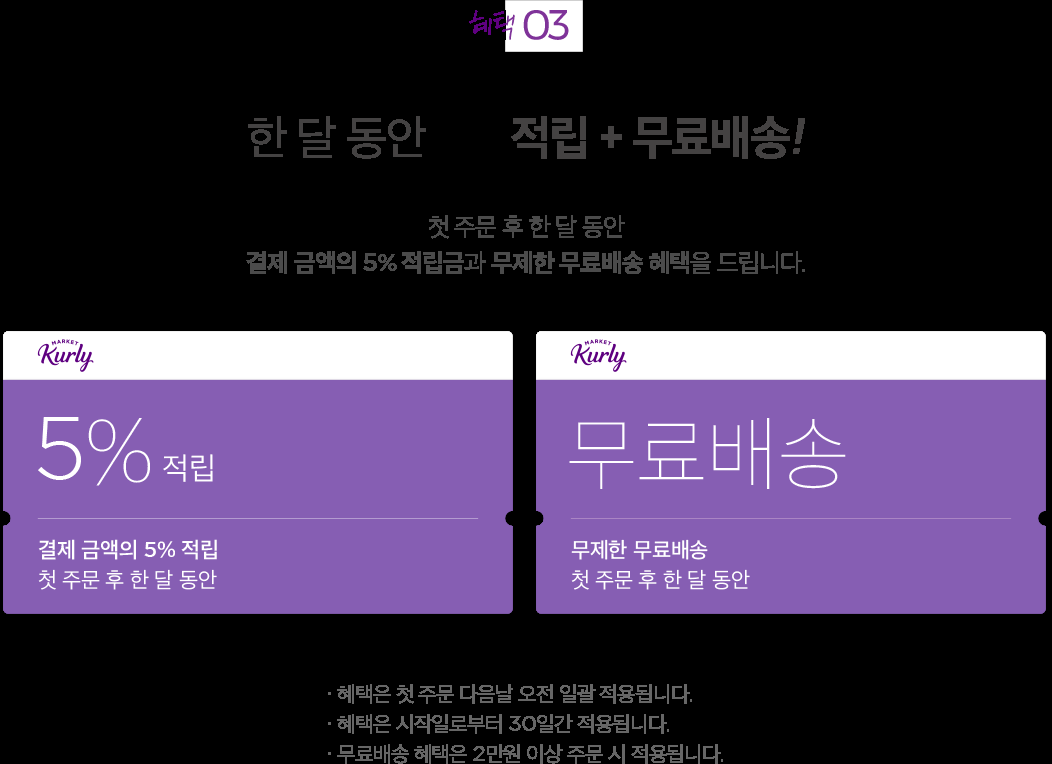 혜택 03
한 달 동안 적립 + 무료배송!
첫 주문 후 한 달 동안
결제 금액의 5% 적립금과 무제한 무료배송 혜택을 드립니다.
MARKET
Kurly
5% 적립
결제 금액의 5% 적립
첫 주문 후 한 달 동안
MARKET
Kurly
무료배송
무제한 무료배송
첫 주문 후 한 달 동안
· 혜택은 첫 주문 다음날 오전 일괄 적용됩니다.
· 혜택은 시작일로부터 30일간 적용됩니다.
· 무료배송 혜택은 2만원 이상 주문 시 적용됩니다.